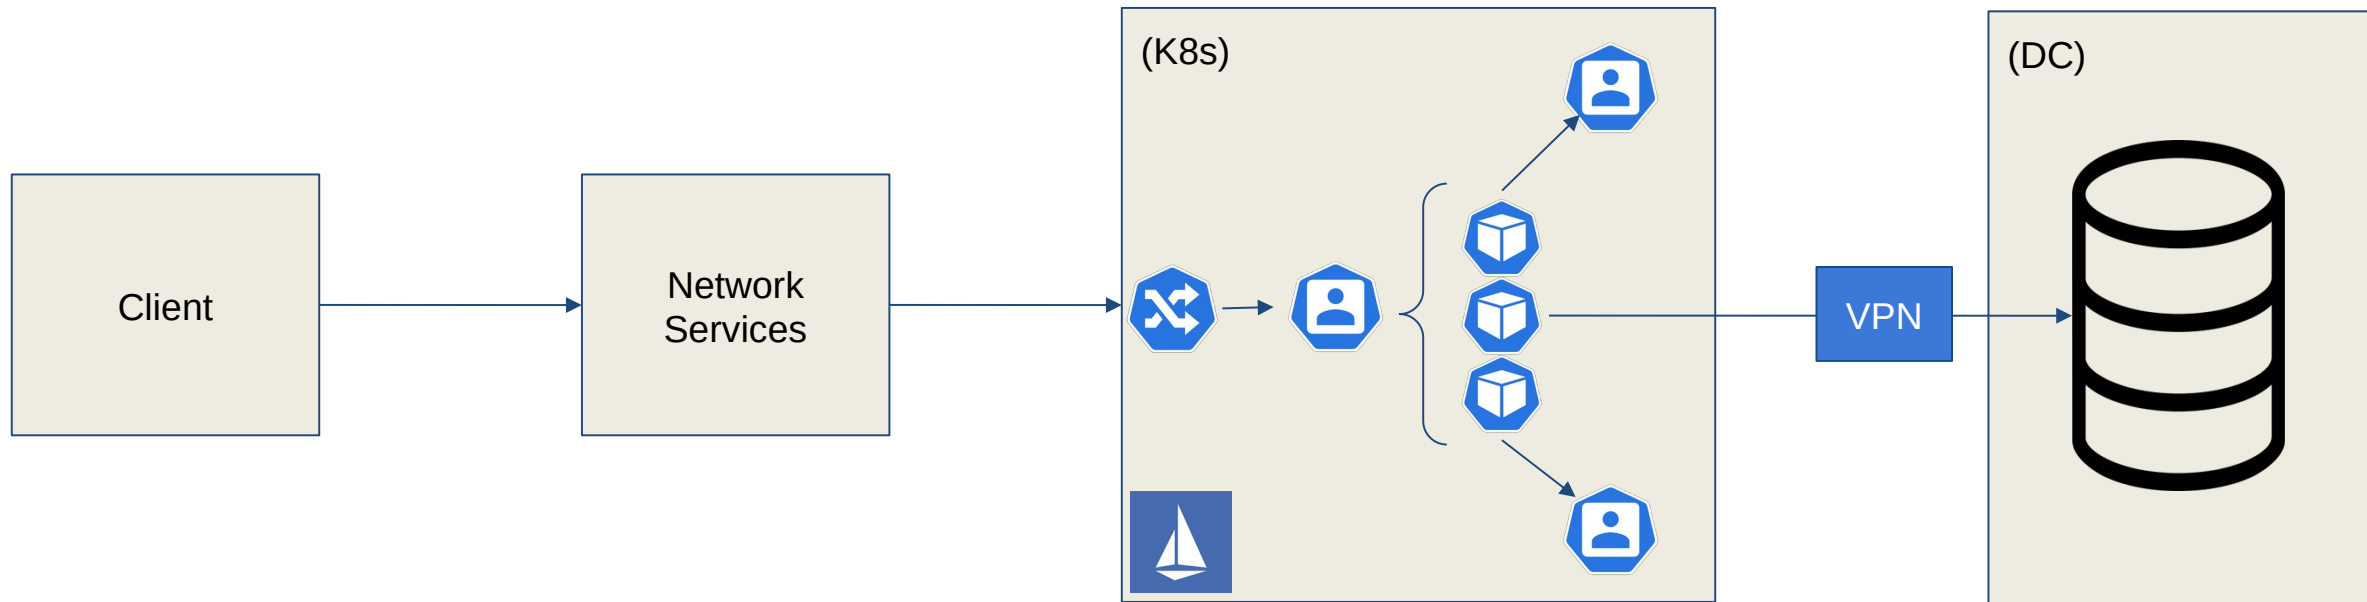 Client
Network
Services
(K8s)
VPN
(DC)